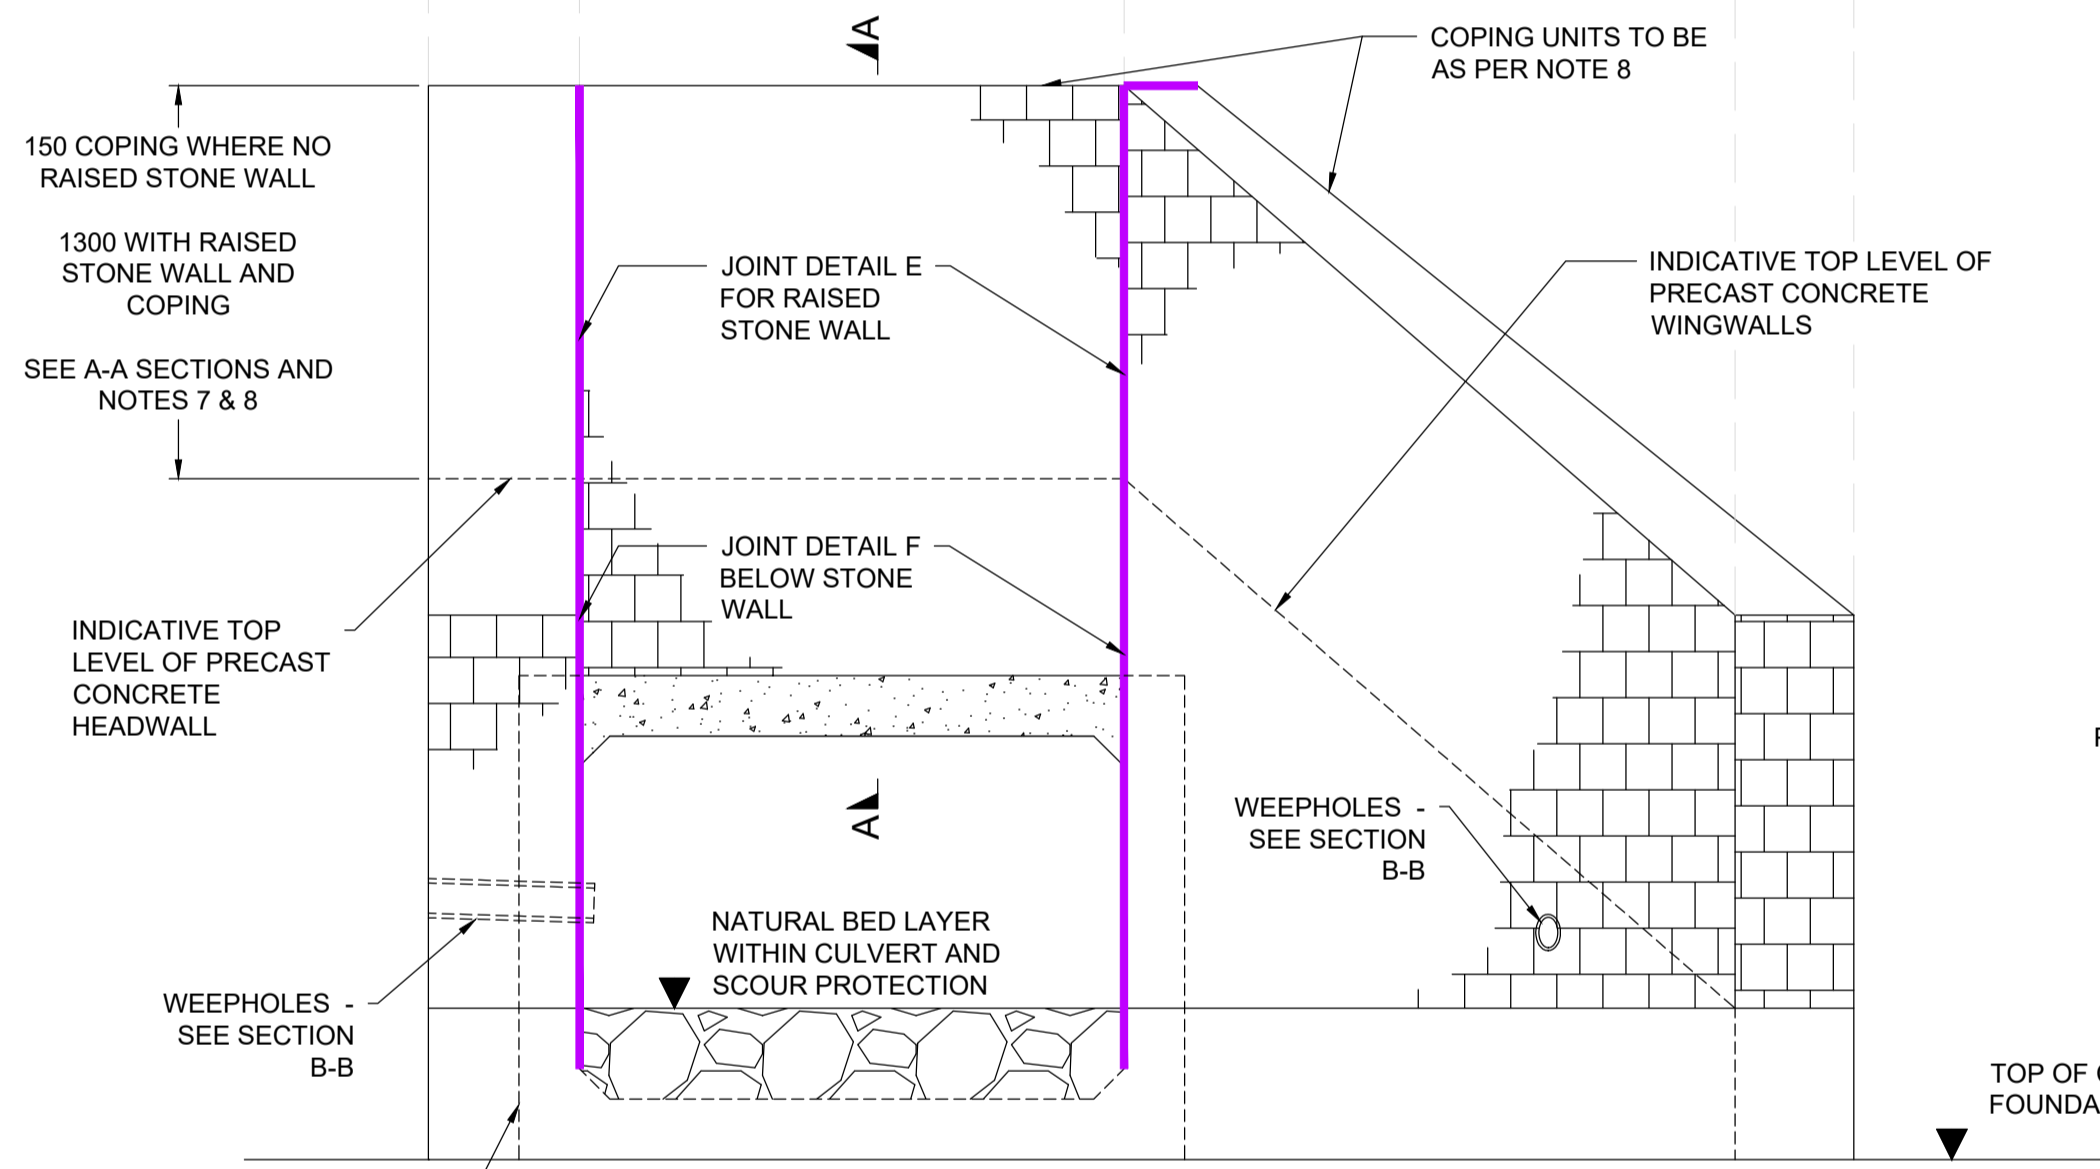 A
COPING UNITS TO BE
AS PER NOTE 8
150 COPING WHERE NO
RAISED STONE WALL
1300 WITH RAISED
STONE WALL AND
COPING
SEE A-A SECTIONS AND
NOTES 7 & 8
JOINT DETAIL E
FOR RAISED
STONE WALL
INDICATIVE TOP LEVEL OF
PRECAST CONCRETE
WINGWALLS
JOINT DETAIL F
BELOW STONE
WALL
INDICATIVE TOP
LEVEL OF PRECAST
CONCRETE
HEADWALL
A
WEEPHOLES -
SEE SECTION
B-B
NATURAL BED LAYER
WITHIN CULVERT AND
SCOUR PROTECTION
WEEPHOLES -
SEE SECTION
B-B
TOP OF
FOUNDA